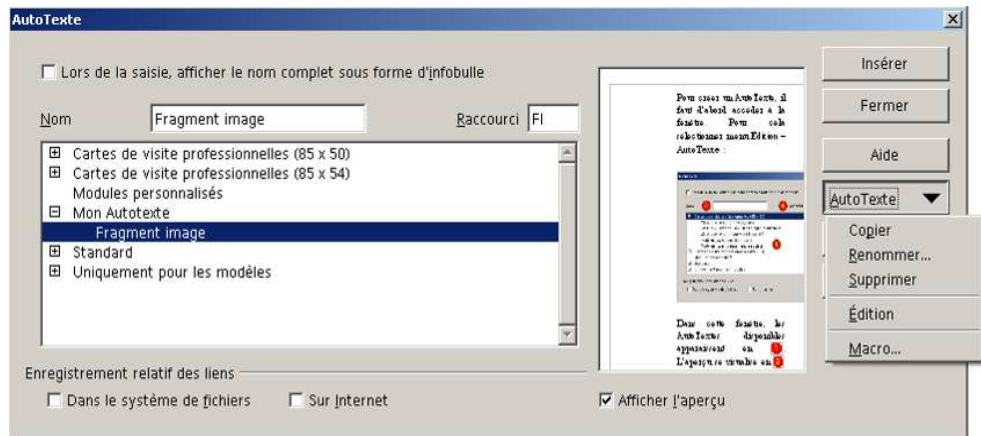 AutoTexte
Lors de la saisie, afficher le nom complet sous forme d'infobulle
Nom Fragment image Raccourci FI
Cartes de visite professionnelles (85 x 50)
Cartes de visite professionnelles (85 x 54)
Modules personnalisés
Mon Autotexte
Fragment image
Standard
Uniquement pour les modèles
Enregistrement relatif des liens
Dans le système de fichiers Sur Internet
Pour créer un AutoTexte, il
faut d'abord accéder à la
fenêtre. Pour cela
sélectionner menu Edition –
AutoTexte :
Dans cette fenêtre, les
AutoTextes disponibles
apparaissent en 1.
L'aperçu se visualise en 2
Afficher l'aperçu
Insérer
Fermer
Aide
AutoTexte
Copier
Renommer...
Supprimer
Édition
Macro...